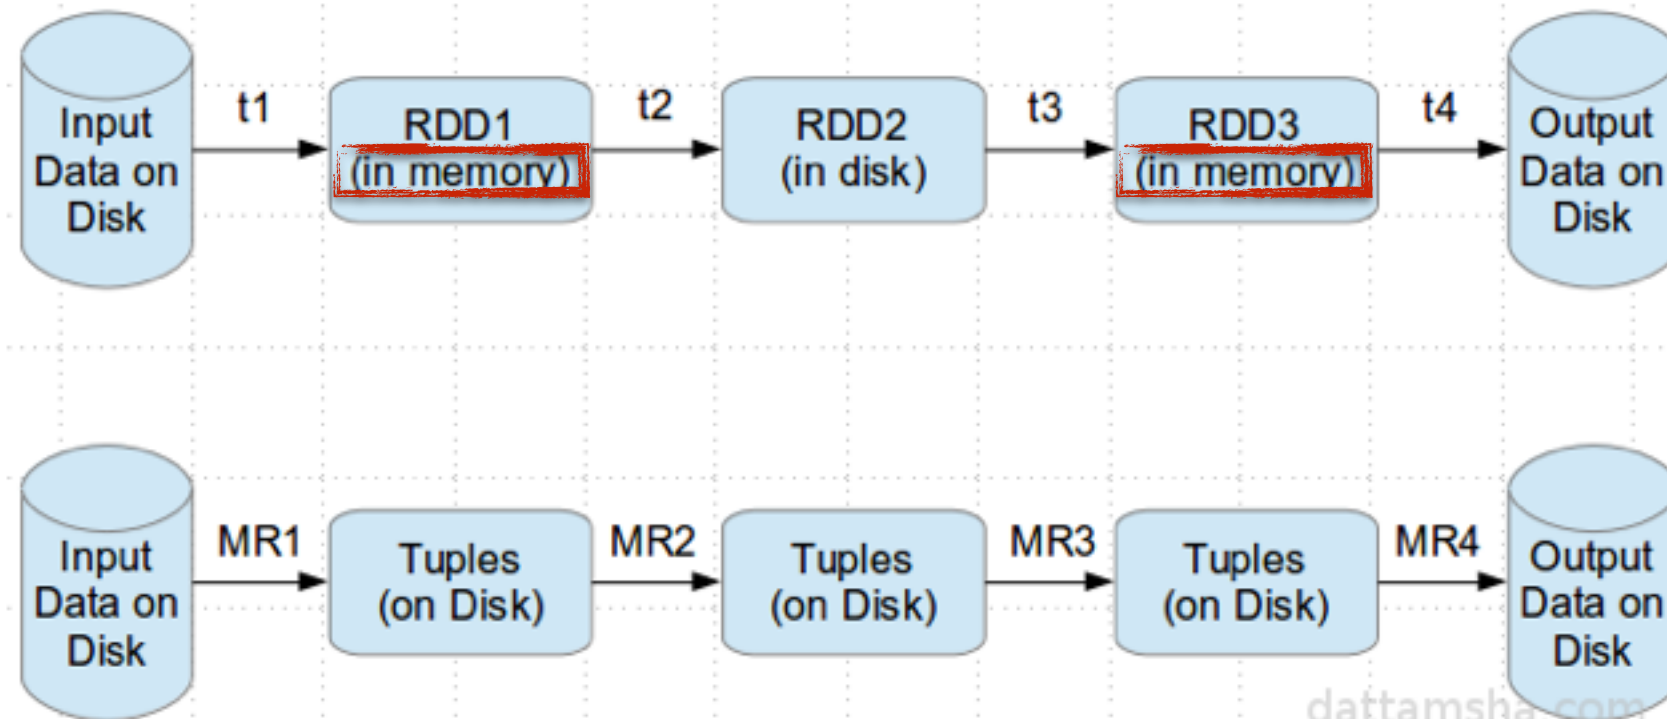 t1
t2
t3
t4
Input
Data on
Disk
RDD1
(in memory)
RDD2
(in disk)
RDD3
(in memory)
Output
Data on
Disk
MR1
MR2
MR3
MR4
Input
Data on
Disk
Tuples
(on Disk)
Tuples
(on Disk)
Tuples
(on Disk)
Output
Data on
Disk
dattamsha.com